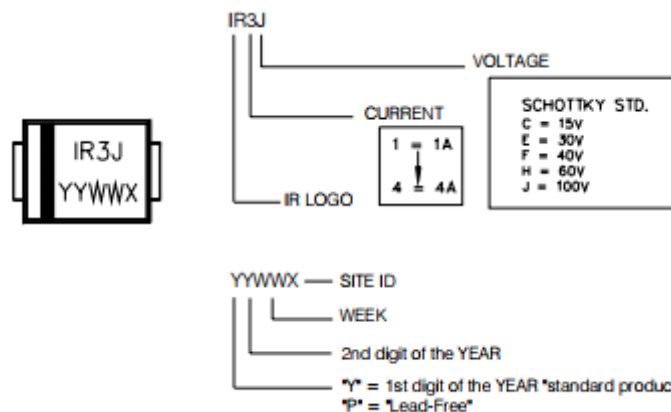 IR3J
VOLTAGE
SCHOTTKY STD.
C = 15V
E = 30V
F = 40V
H = 60V
J = 100V
CURRENT
1 = 1A
4 = 4A
IR LOGO
IR3J
YYWWX
YYWWX
SITE ID
WEEK
2nd digit of the YEAR
"Y" = 1st digit of the YEAR "standard produc
"P" = "Lead-Free"